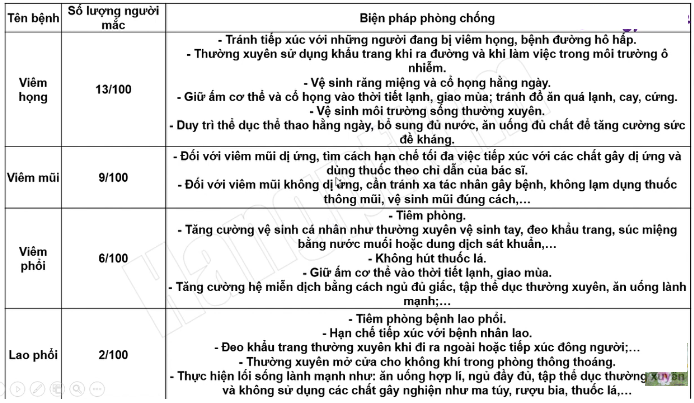 Tên bệnh
Số lượng người
mắc
Biện pháp phòng chống
Viêm
họng
13/100
- Tránh tiếp xúc với những người đang bị viêm họng, bệnh đường hô hấp.
- Thường xuyên sử dụng khẩu trang khi ra đường và khi làm việc trong môi trường ô
nhiễm.
- Vệ sinh răng miệng và cổ họng hằng ngày.
- Giữ ấm cơ thể và cổ họng vào thời tiết lạnh, giao mùa; tránh đồ ăn quá lạnh, cay, cứng.
- Vệ sinh môi trường sống thường xuyên.
- Duy trì thể dục thể thao hằng ngày, bổ sung đủ nước, ăn uống đủ chất để tăng cường sức
đề kháng.
Viêm mũi
9/100
- Đối với viêm mũi dị ứng, tìm cách hạn chế tối đa việc tiếp xúc với các chất gây dị ứng và
dùng thuốc theo chỉ dẫn của bác sĩ.
- Đối với viêm mũi không dị ứng, cần tránh xa tác nhân gây bệnh, không lạm dụng thuốc
thông mũi, vệ sinh mũi đúng cách,...
Viêm
phổi
6/100
- Tiêm phòng.
- Tăng cường vệ sinh cá nhân như thường xuyên vệ sinh tay, đeo khẩu trang, súc miệng
bằng nước muối hoặc dung dịch sát khuẩn,...
- Không hút thuốc lá.
- Giữ ấm cơ thể vào thời tiết lạnh, giao mùa.
- Tăng cường hệ miễn dịch bằng cách ngủ đủ giấc, tập thể dục thường xuyên, ăn uống lành
mạnh;...
Lao phổi
2/100
- Tiêm phòng bệnh lao phổi.
- Hạn chế tiếp xúc với bệnh nhân lao.
- Đeo khẩu trang thường xuyên khi đi ra ngoài hoặc tiếp xúc đông người;...
- Thường xuyên mở cửa cho không khí trong phòng thông thoáng.
- Thực hiện lối sống lành mạnh như: ăn uống hợp lí, ngủ đầy đủ, tập thể dục thường xuyên
và không sử dụng các chất gây nghiện như ma túy, rượu bia, thuốc lá,...